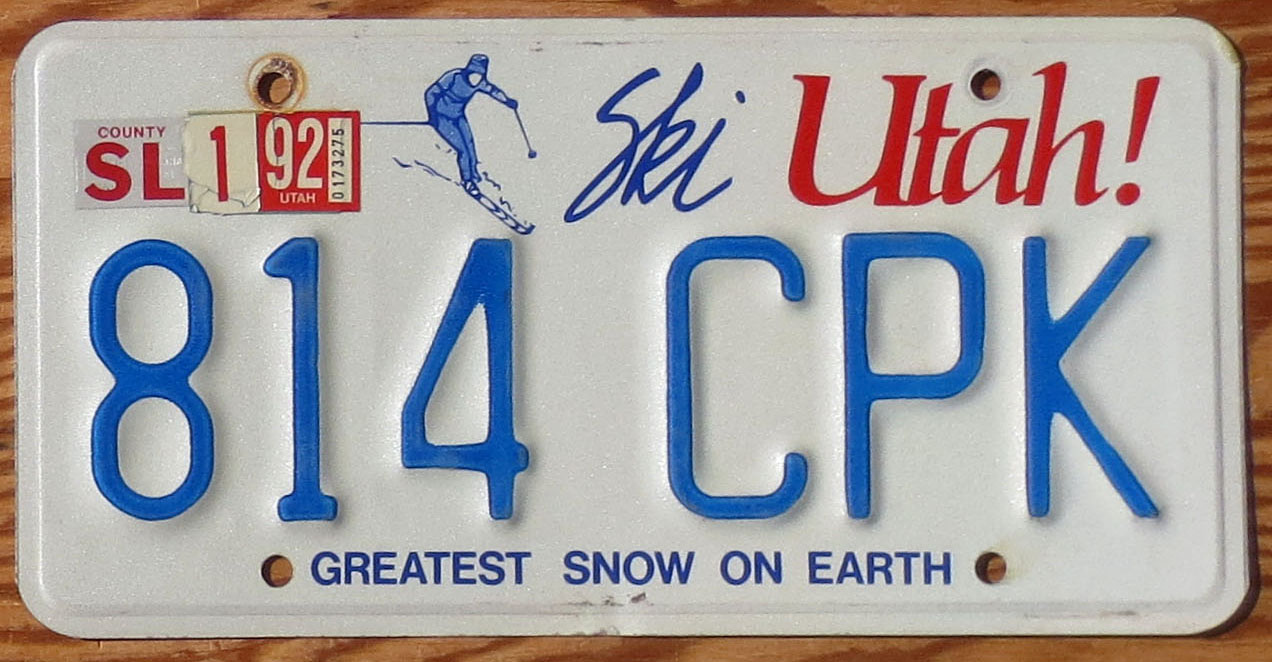 Ski Utah!
COUNTY
SL 1 92
UTAH
0173275
814 CPK
GREATEST SNOW ON EARTH